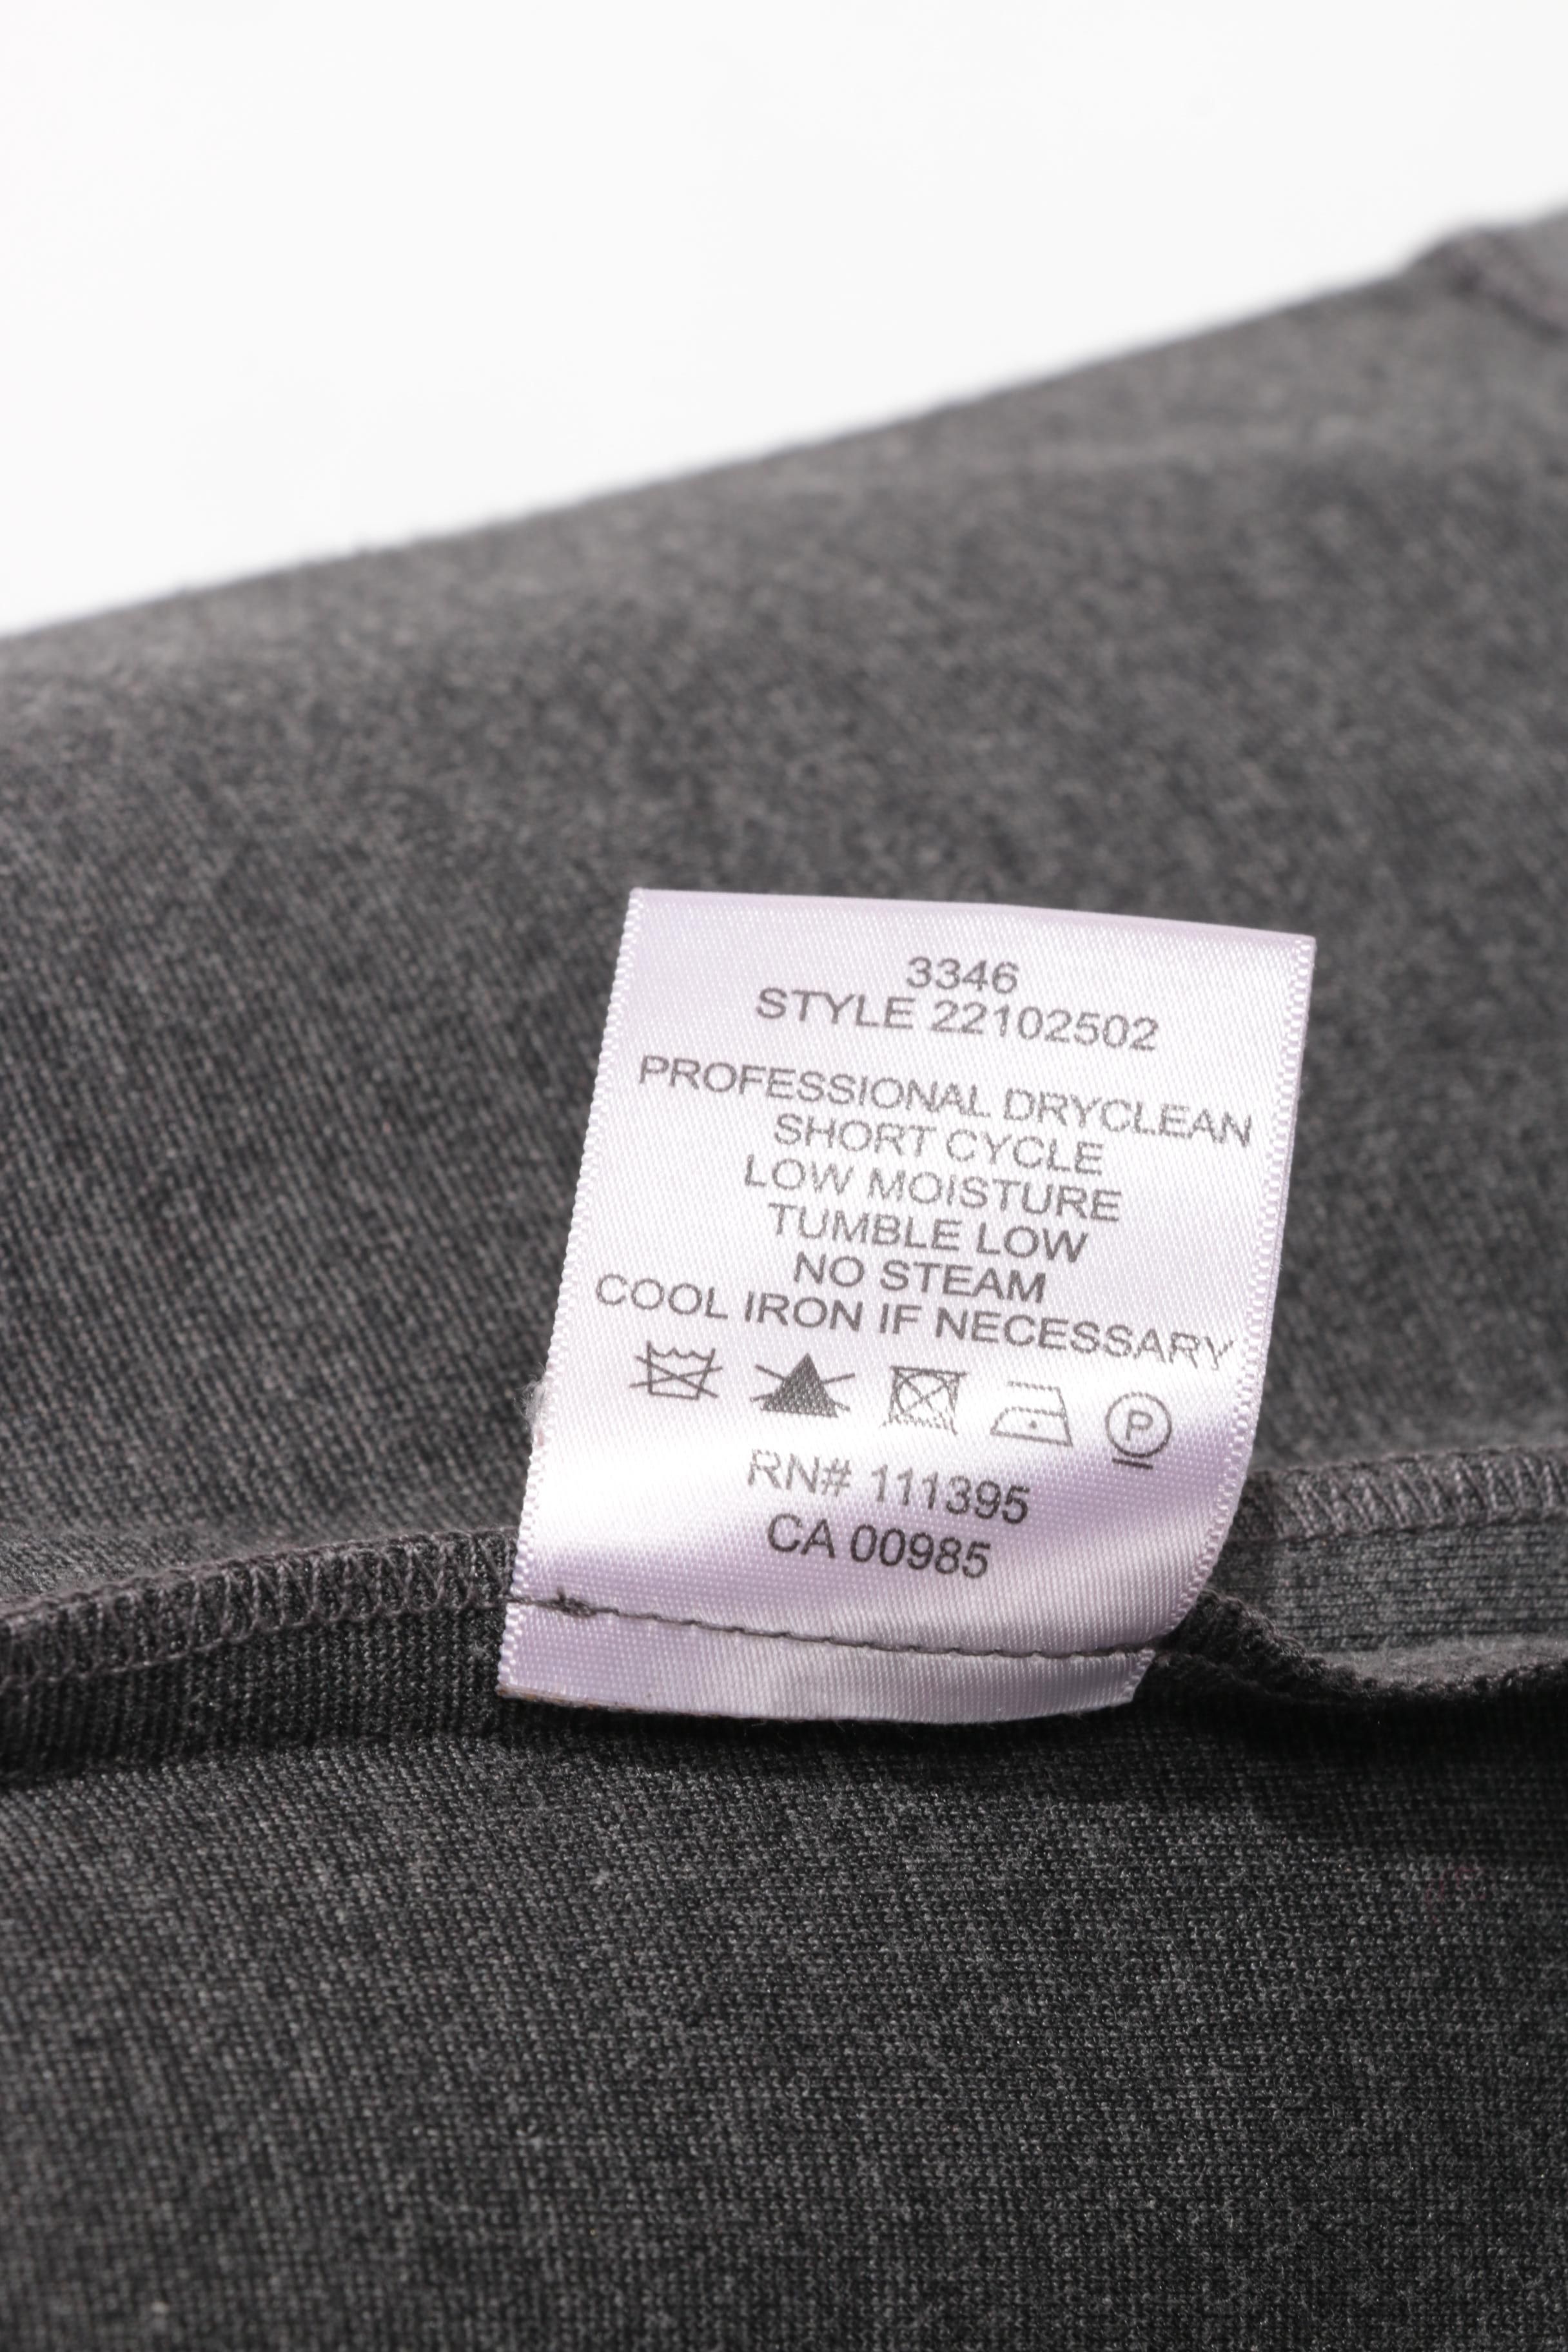 3346
STYLE 22102502
PROFESSIONAL DRYCLEAN
SHORT CYCLE
LOW MOISTURE
TUMBLE LOW
NO STEAM
COOL IRON IF NECESSARY
P
RN# 111395
CA 00985